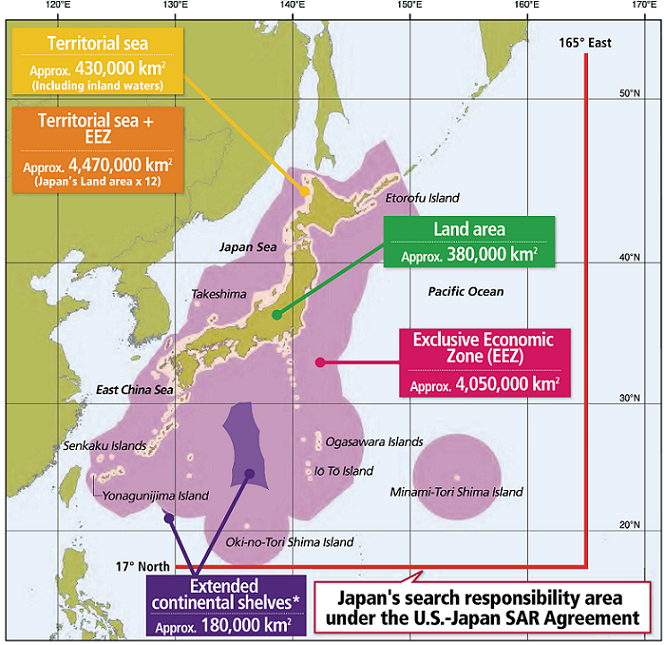 120°E
130°E
140°E
150°E
160°E
170°E
165° East
Territorial sea
Approx. 430,000 km²
(Including inland waters)
50°N
Territorial sea +
EEZ
Approx. 4,470,000 km²
(Japan's Land area x 12)
Etorofu Island
Land area
Approx. 380,000 km²
Japan Sea
40°N
Takeshima
Pacific Ocean
Exclusive Economic
Zone (EEZ)
Approx. 4,050,000 km²
East China Sea
30°N
Senkaku Islands
Ogasawara Islands
Io To Island
Yonagunijima Island
Minami-Tori Shima Island
20°N
Oki-no-Tori Shima Island
17° North
Extended
continental shelves*
Approx. 180,000 km²
Japan's search responsibility area
under the U.S.-Japan SAR Agreement